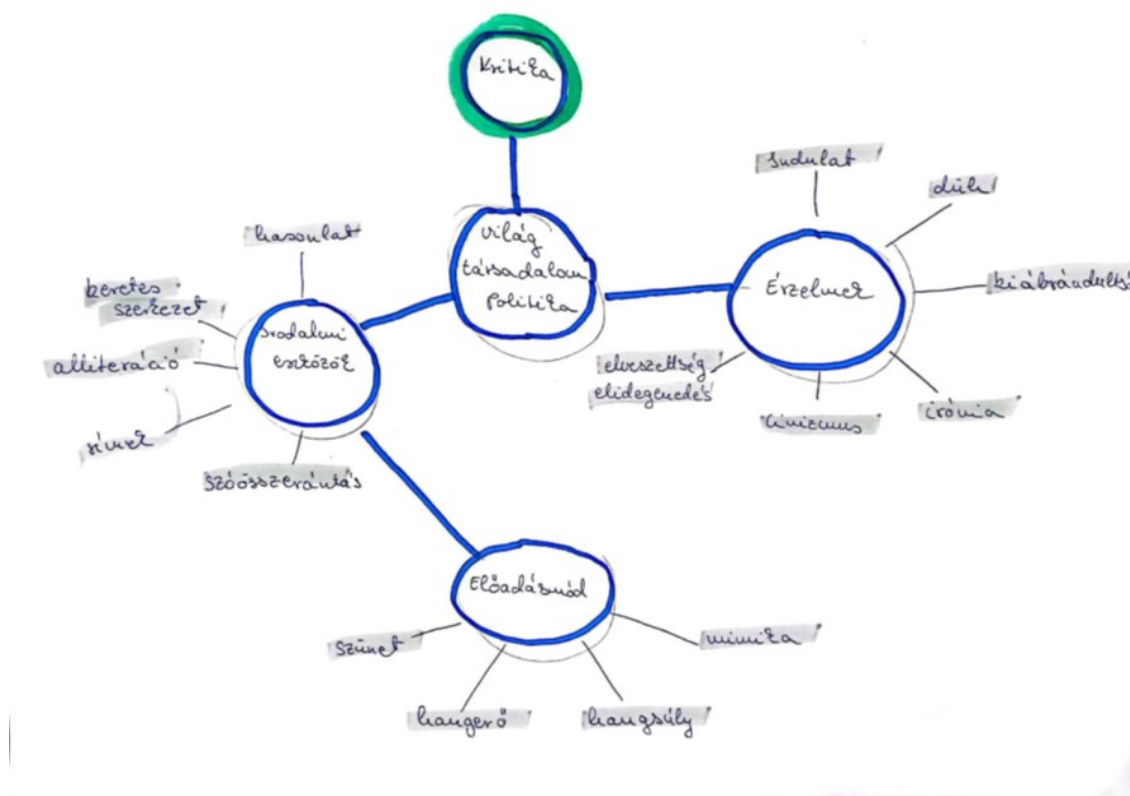 Kritika
indulat
düh
világ
társadalom
Politika
hasonlat
Érzelmek
kiábrándultsá
keretes
szerkezet
Irodalmi
eszközök
alliteráció
elveszettség
elidegenedés
irónia
cinizmus
rímek
szóösszerántás
Előadásmód
szünet
mimika
hangerő
hangsúly